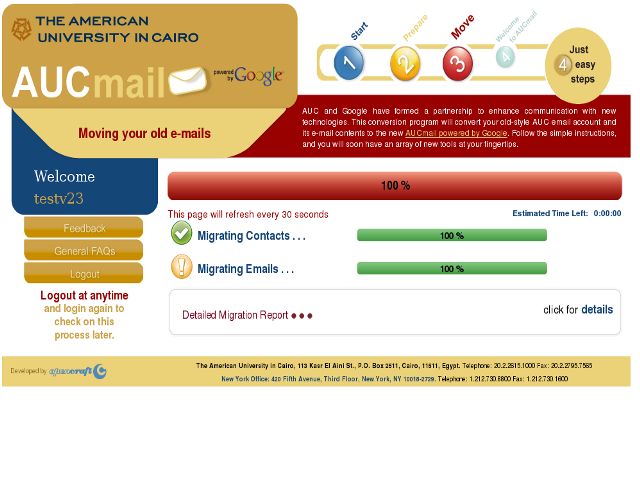 THE AMERICAN
UNIVERSITY IN CAIRO
AUCmail
powered by Google
Moving your old e-mails
Start
Prepare
Move
Welcome
to AUCmail
1
2
3
4
Just
4 easy
steps
AUC and Google have formed a partnership to enhance communication with new
technologies. This conversion program will convert your old-style AUC email account and
its e-mail contents to the new AUCmail powered by Google. Follow the simple instructions,
and you will soon have an array of new tools at your fingertips.
Welcome
testv23
Feedback
General FAQs
Logout
Logout at anytime
and login again to
check on this
process later.
100 %
This page will refresh every 30 seconds
Estimated Time Left: 0:00:00
Migrating Contacts . . .
100 %
Migrating Emails . . .
100 %
Detailed Migration Report
click for details
Developed by
The American University in Cairo, 113 Kasr El Aini St., P.O. Box 2511, Cairo, 11511, Egypt. Telephone: 20.2.2615.1000 Fax: 20.2.2795.7565
New York Office: 420 Fifth Avenue, Third Floor, New York, NY 10018-2729. Telephone: 1.212.730.8800 Fax: 1.212.730.1600